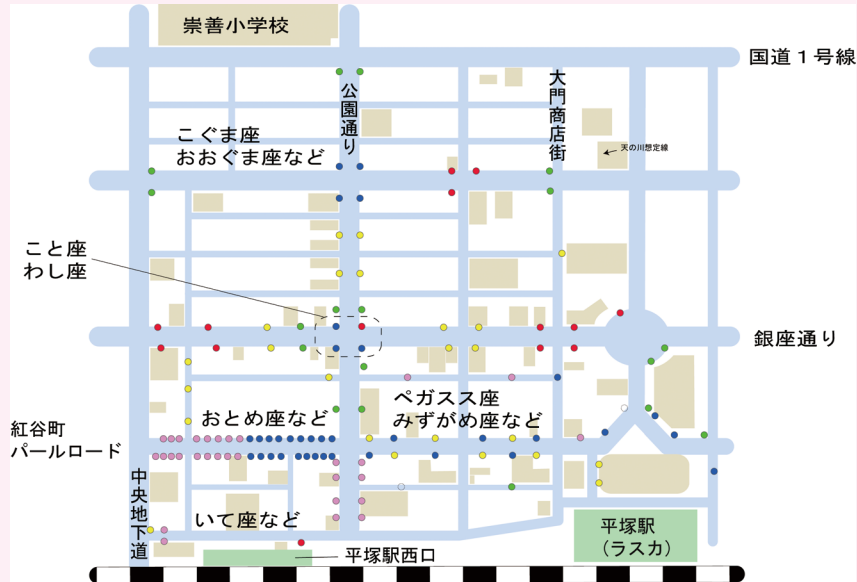 崇善小学校
国道1号線
公園通り
大門商店街
こぐま座
おおぐま座など
天の川想定線
こと座
わし座
銀座通り
ペガスス座
みずがめ座など
おとめ座など
紅谷町
パールロード
中央地下道
いて座など
平塚駅
(ラスカ)
平塚駅西口